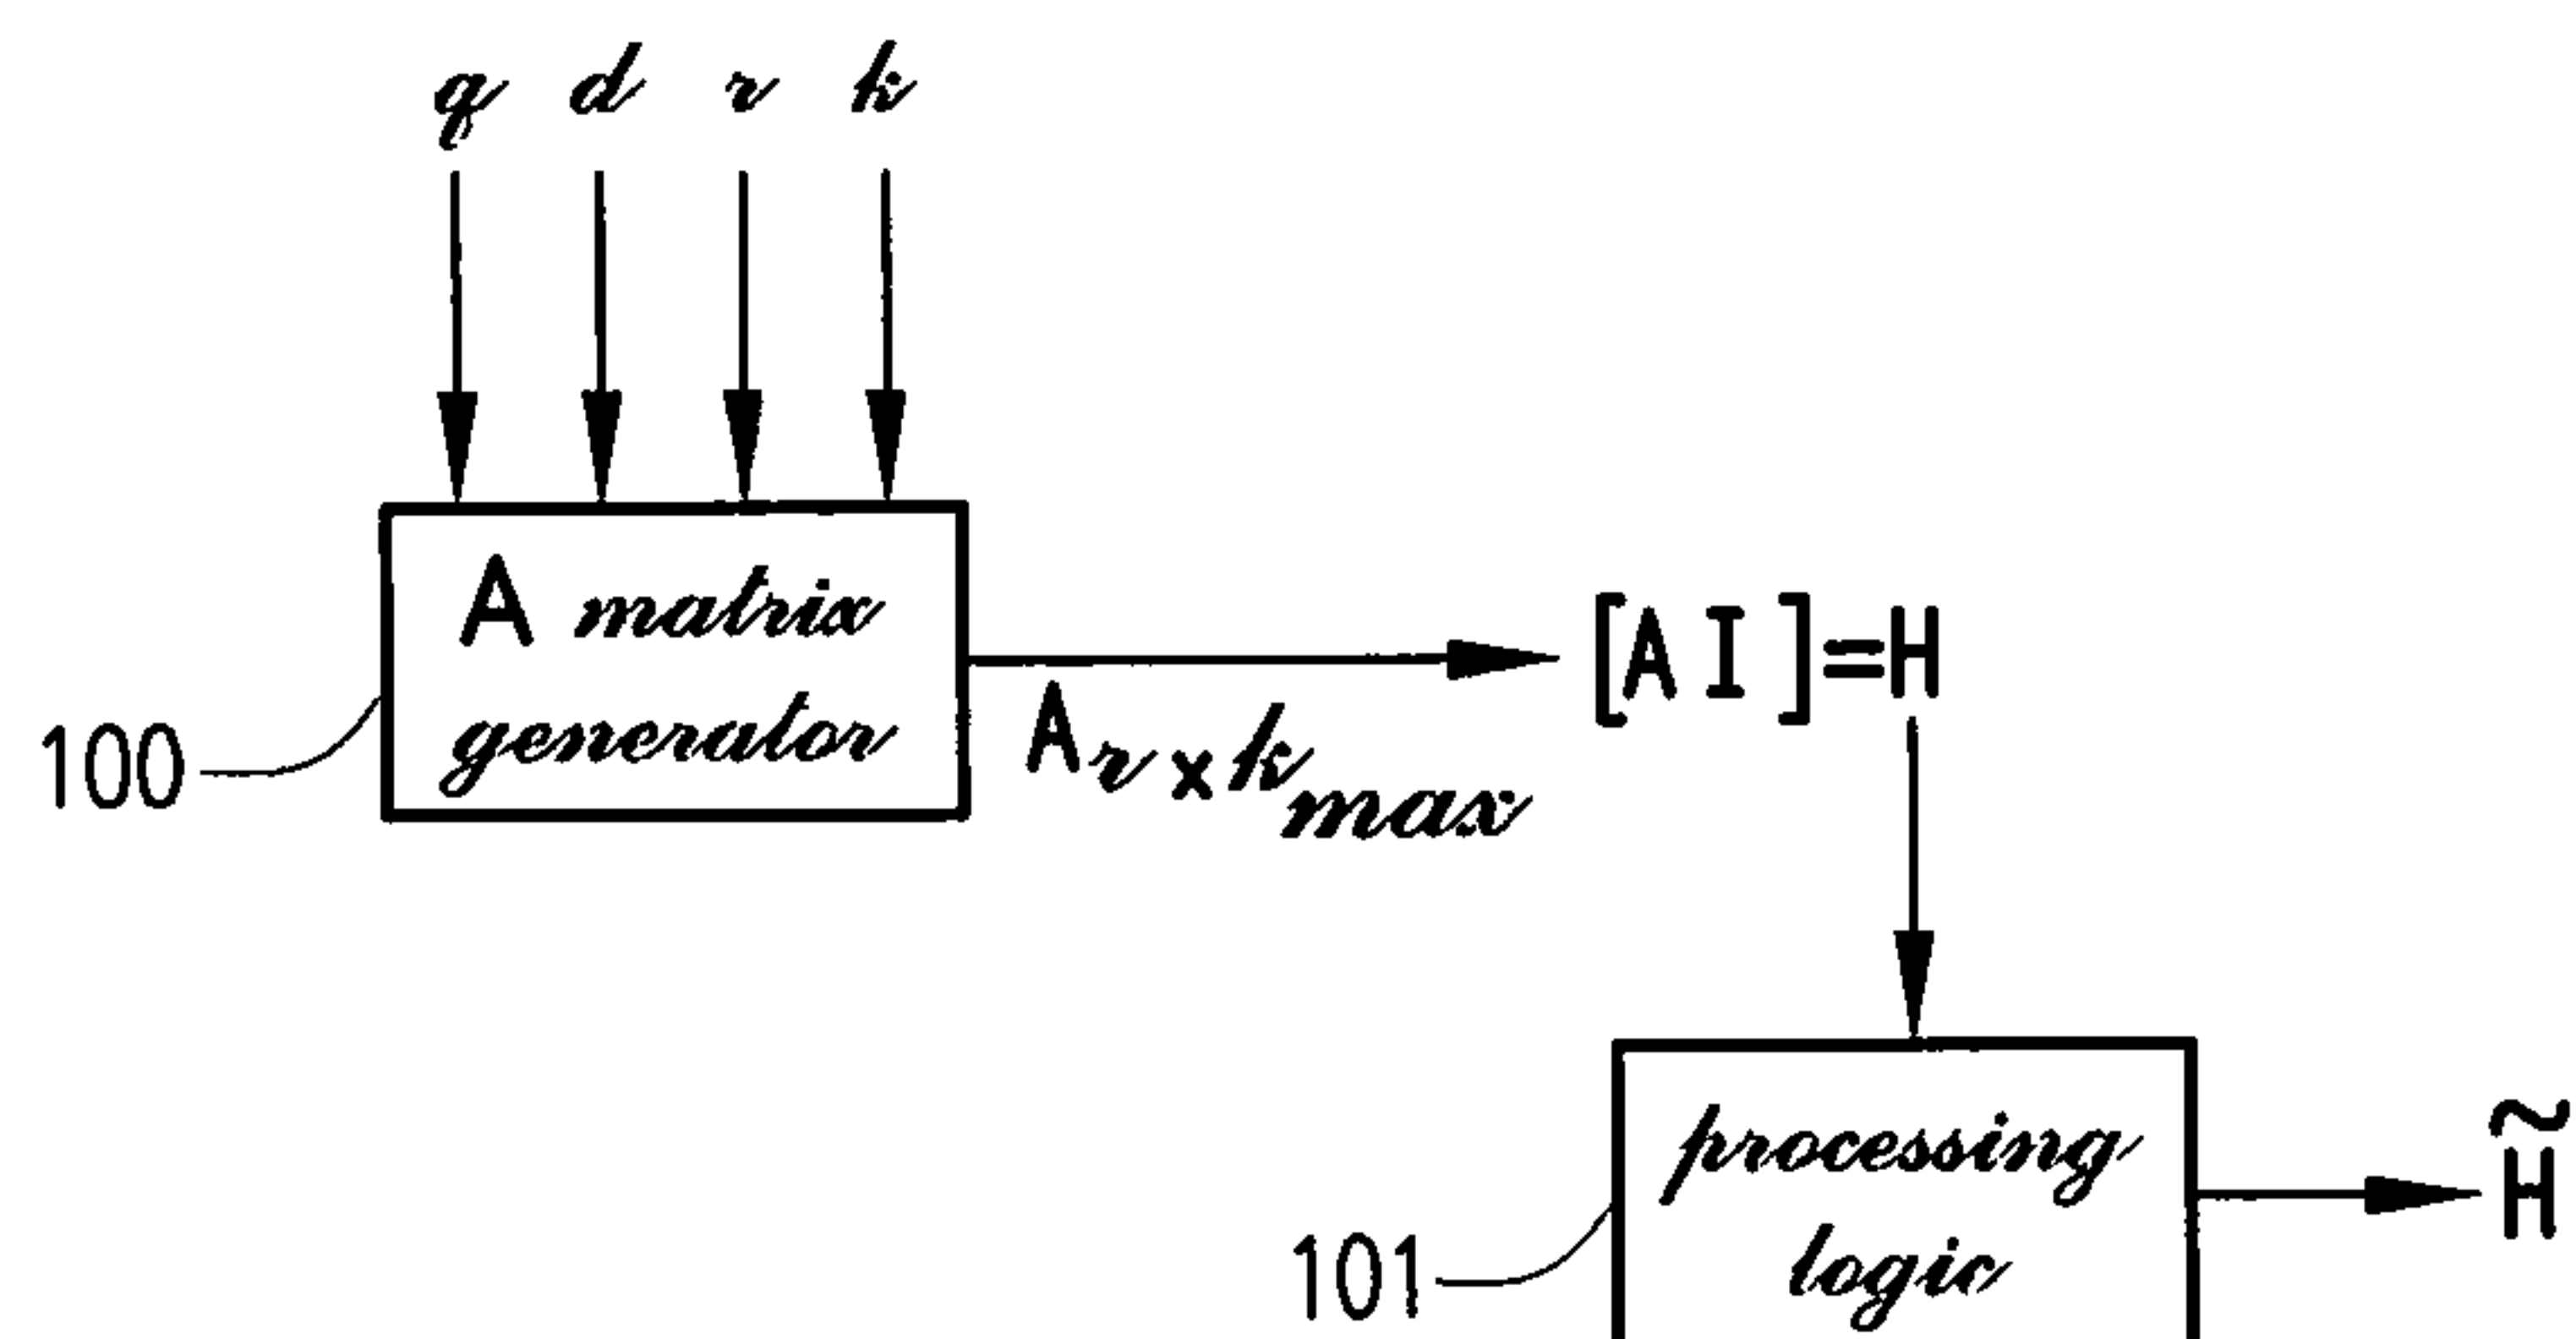 q d r k
A matrix
generator
100
A r x k max
[A I]=H
processing
logic
101
H̃